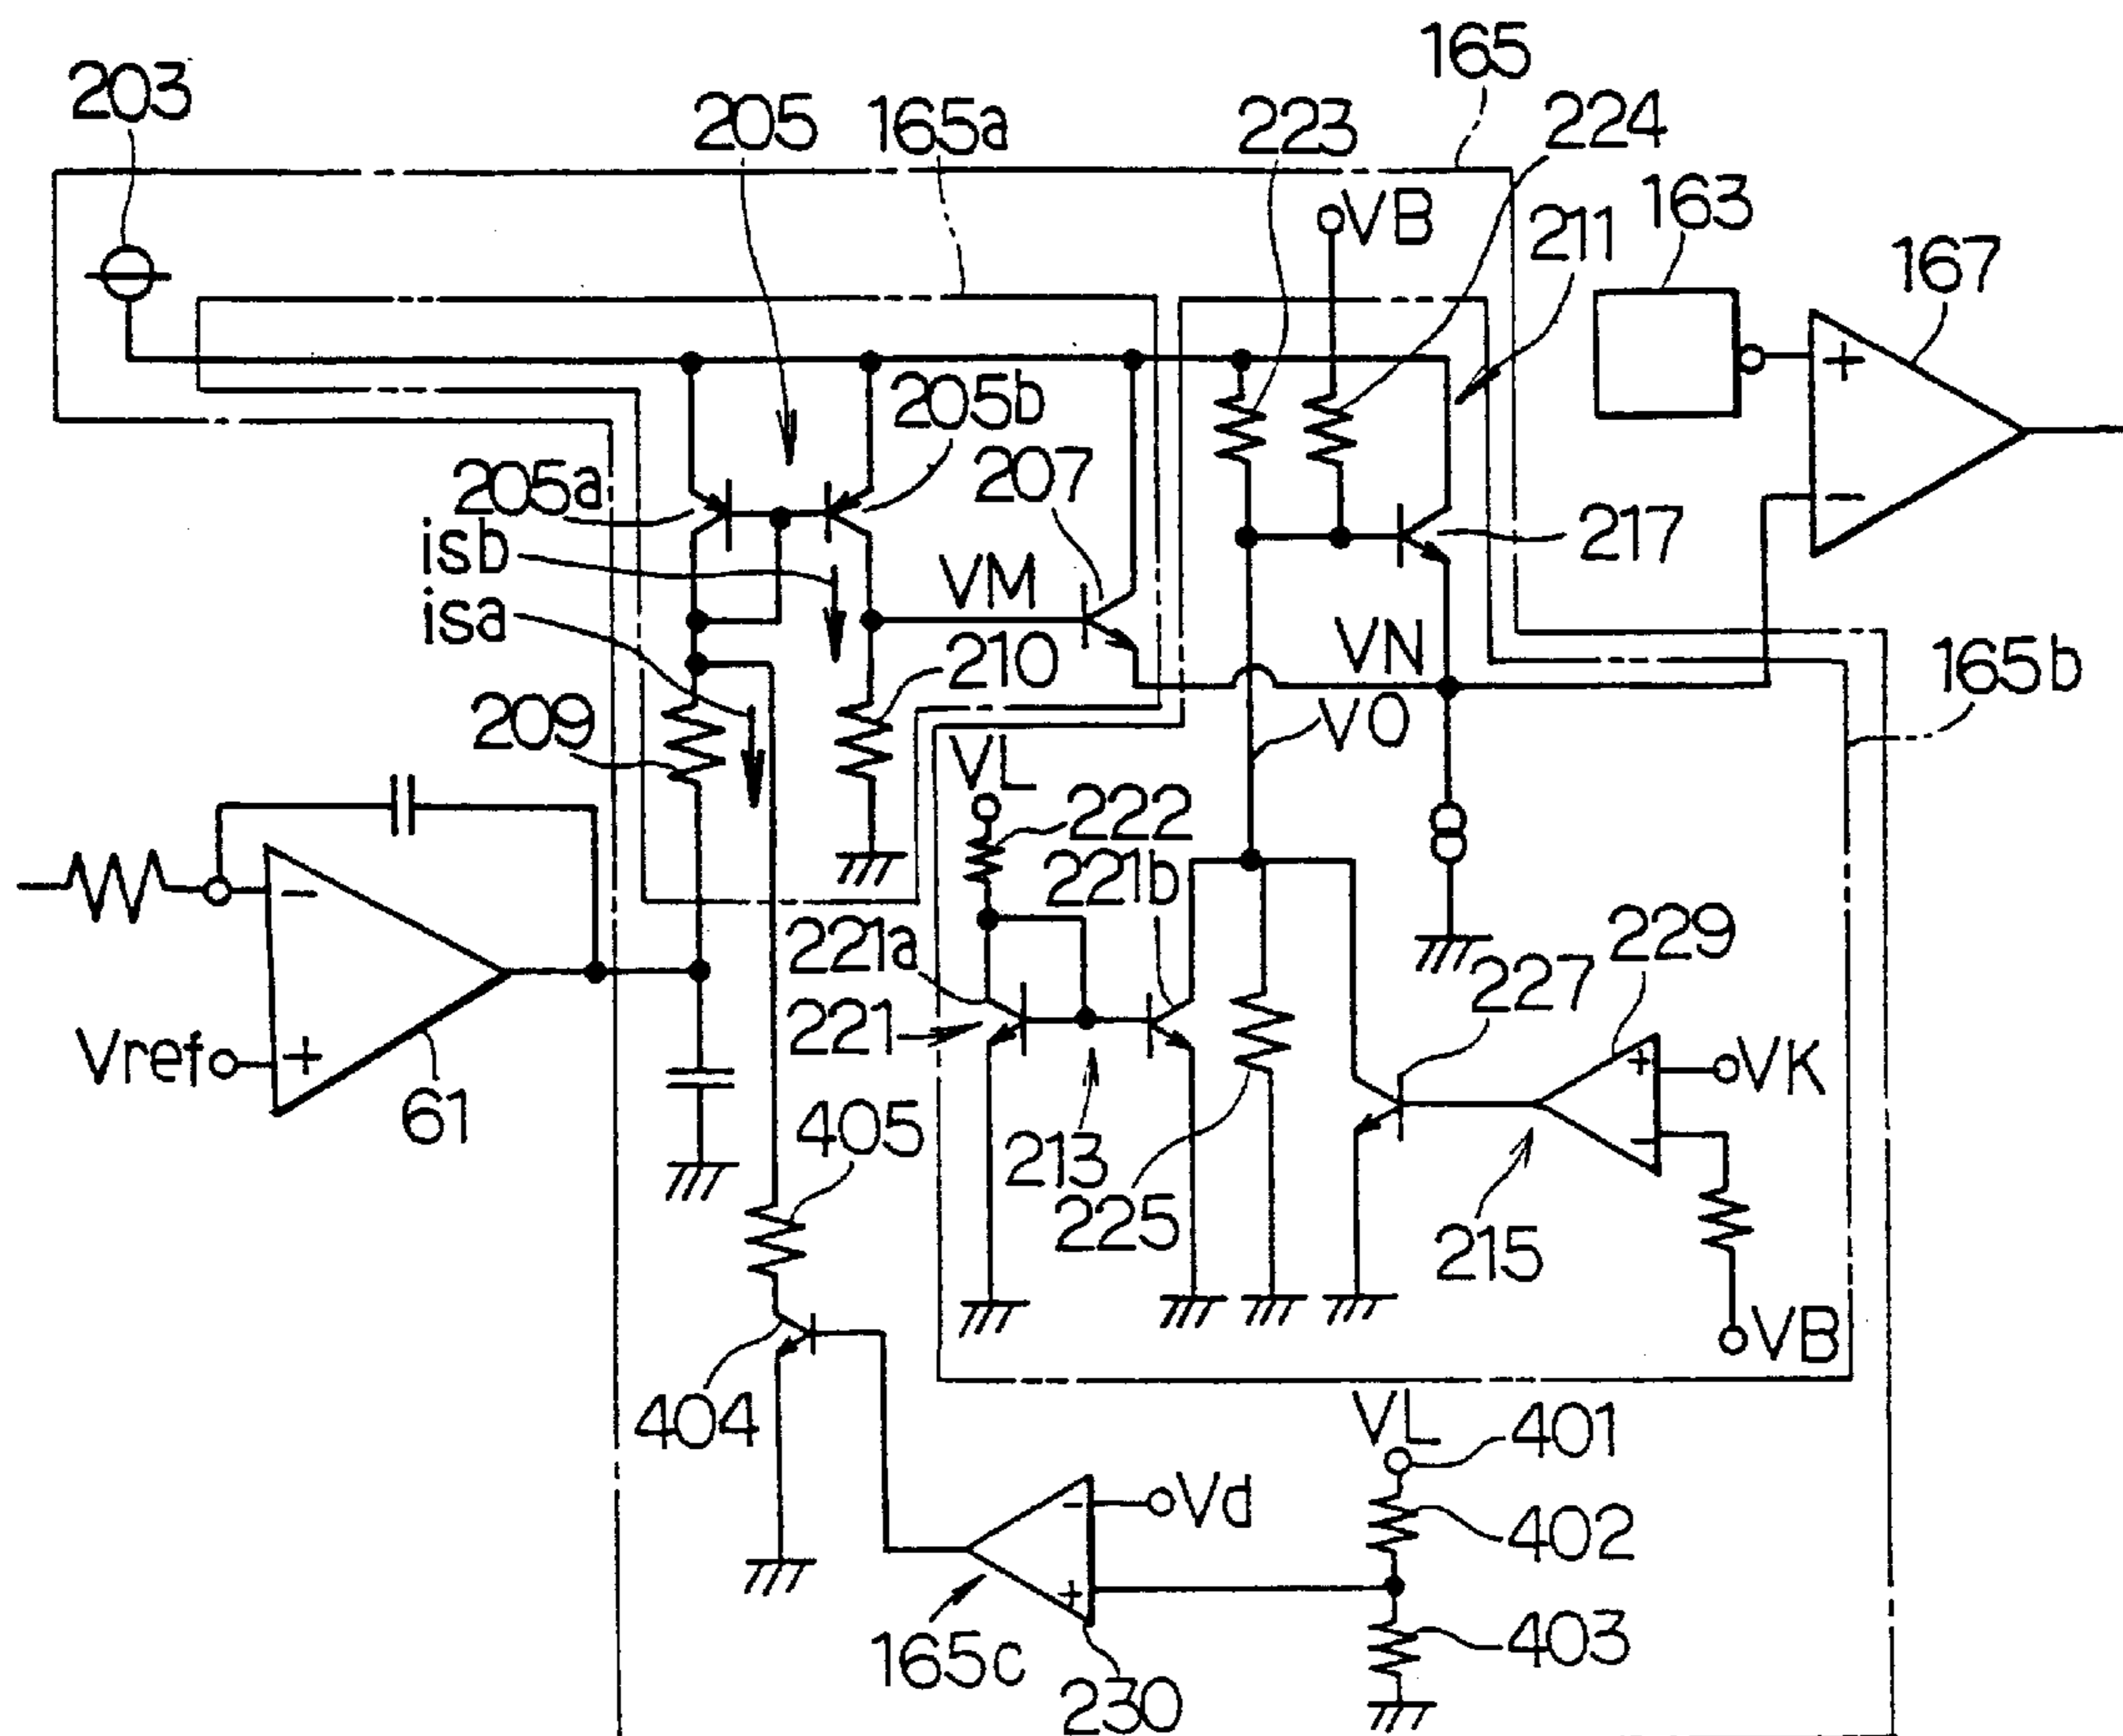 165
203
205
165a
223
224
VB
163
211
167
+
205b
205a
207
−
217
isb
VM
isa
210
VN
165b
209
VO
VL
222
221b
−
221a
229
227
221
Vref
+
+
VK
61
405
213
−
225
215
VB
404
VL
401
−
Vd
402
+
165c
403
230